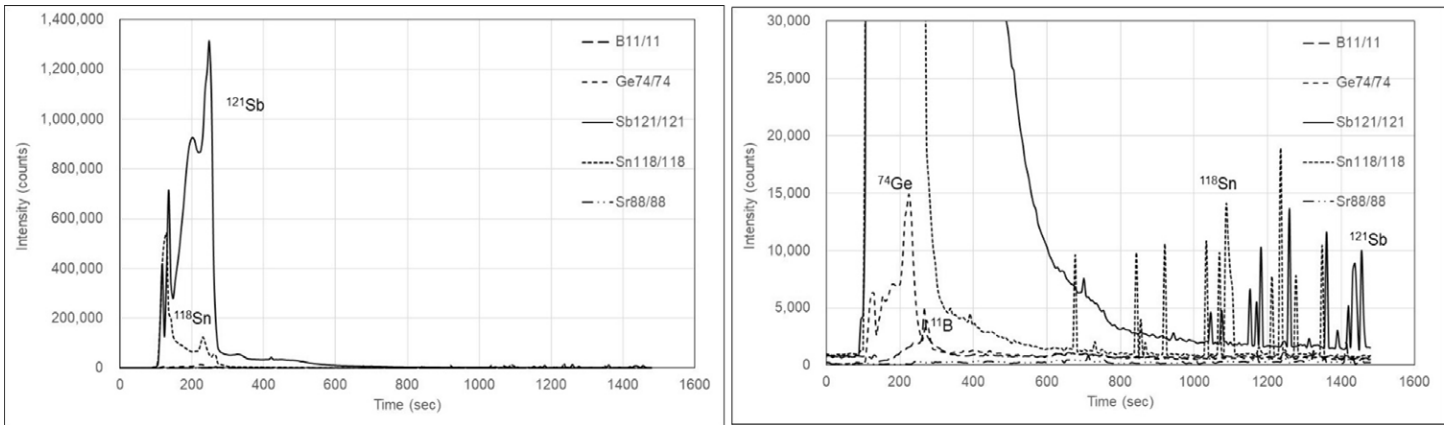 1,400,000
1,200,000
1,000,000
800,000
600,000
400,000
200,000
0
Intensity (counts)
0 200 400 600 800 1000 1200 1400 1600
Time (sec)
¹²¹Sb
¹¹⁸Sn
B11/11
Ge74/74
Sb121/121
Sn118/118
Sr88/88
30,000
25,000
20,000
15,000
10,000
5,000
0
Intensity (counts)
0 200 400 600 800 1000 1200 1400 1600
Time (sec)
⁷⁴Ge
¹¹B
¹¹⁸Sn
¹²¹Sb
B11/11
Ge74/74
Sb121/121
Sn118/118
Sr88/88